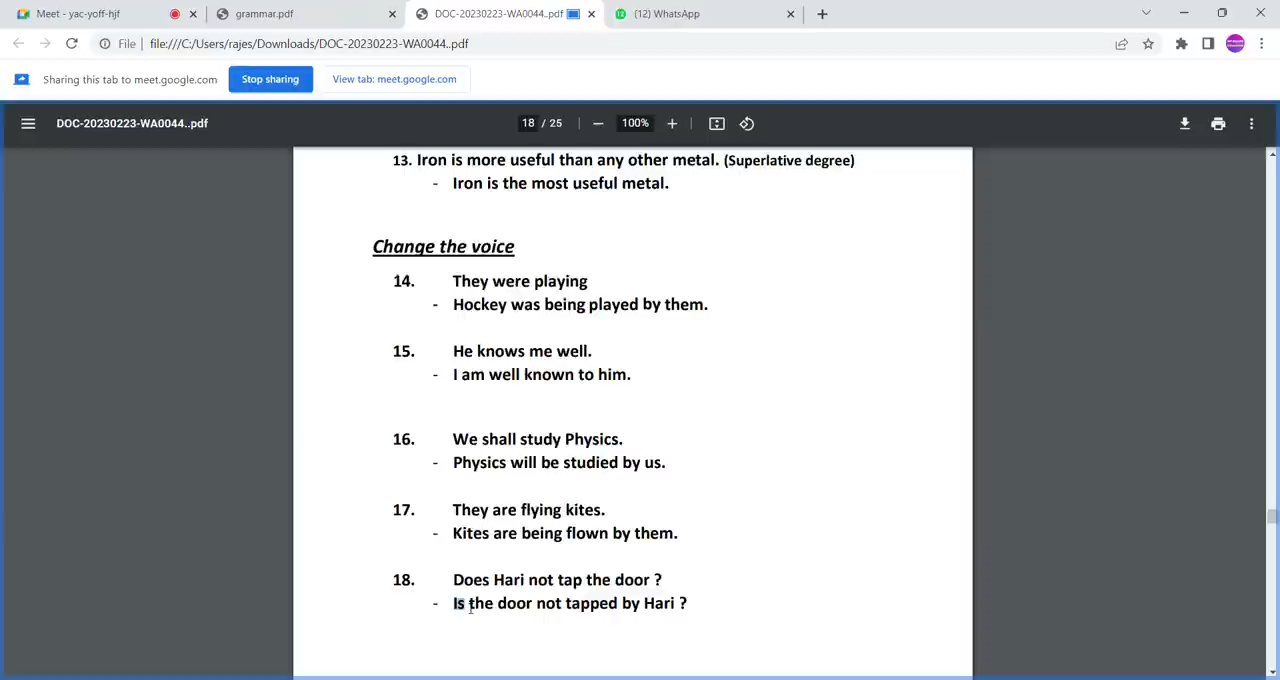 Meet - yac-yoff-hjf
grammar.pdf
DOC-20230223-WA0044..pdf
(12) WhatsApp
File
file:///C:/Users/rajes/Downloads/DOC-20230223-WA0044..pdf
Sharing this tab to meet.google.com
Stop sharing
View tab: meet.google.com
DOC-20230223-WA0044..pdf
18 / 25
100%
13. Iron is more useful than any other metal. (Superlative degree)
- Iron is the most useful metal.
Change the voice
14. They were playing
- Hockey was being played by them.
15. He knows me well.
- I am well known to him.
16. We shall study Physics.
- Physics will be studied by us.
17. They are flying kites.
- Kites are being flown by them.
18. Does Hari not tap the door ?
- Is the door not tapped by Hari ?